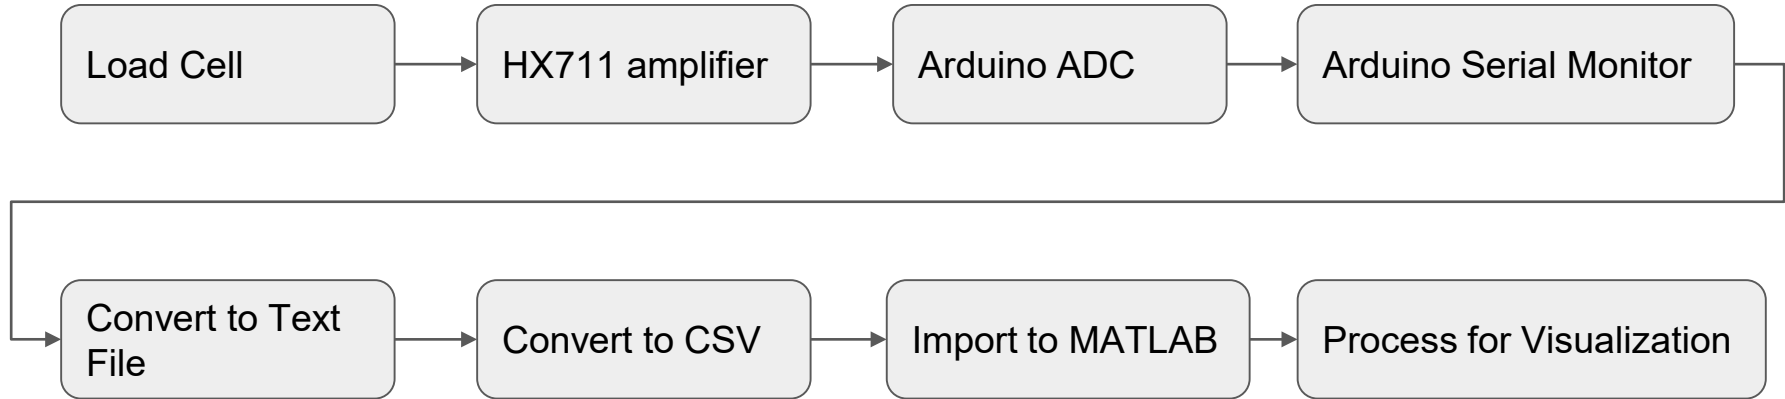 Load Cell
HX711 amplifier
Arduino ADC
Arduino Serial Monitor
Convert to Text
File
Convert to CSV
Import to MATLAB
Process for Visualization